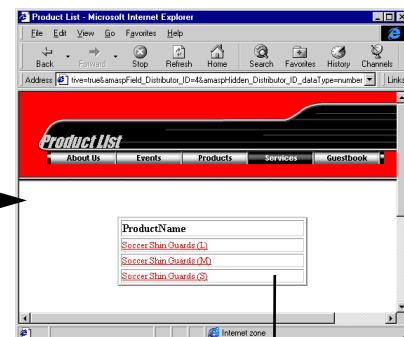 Product List - Microsoft Internet Explorer
File Edit View Go Favorites Help
Back Forward Stop Refresh Home Search Favorites History Channels
Address tive=true&amaspField_Distributor_ID=4&amaspHidden_Distributor_ID_dataType=number Links
Product List
About Us Events Products Services Guestbook
ProductName
Soccer Shin Guards (L)
Soccer Shin Guards (M)
Soccer Shin Guards (S)
Internet zone